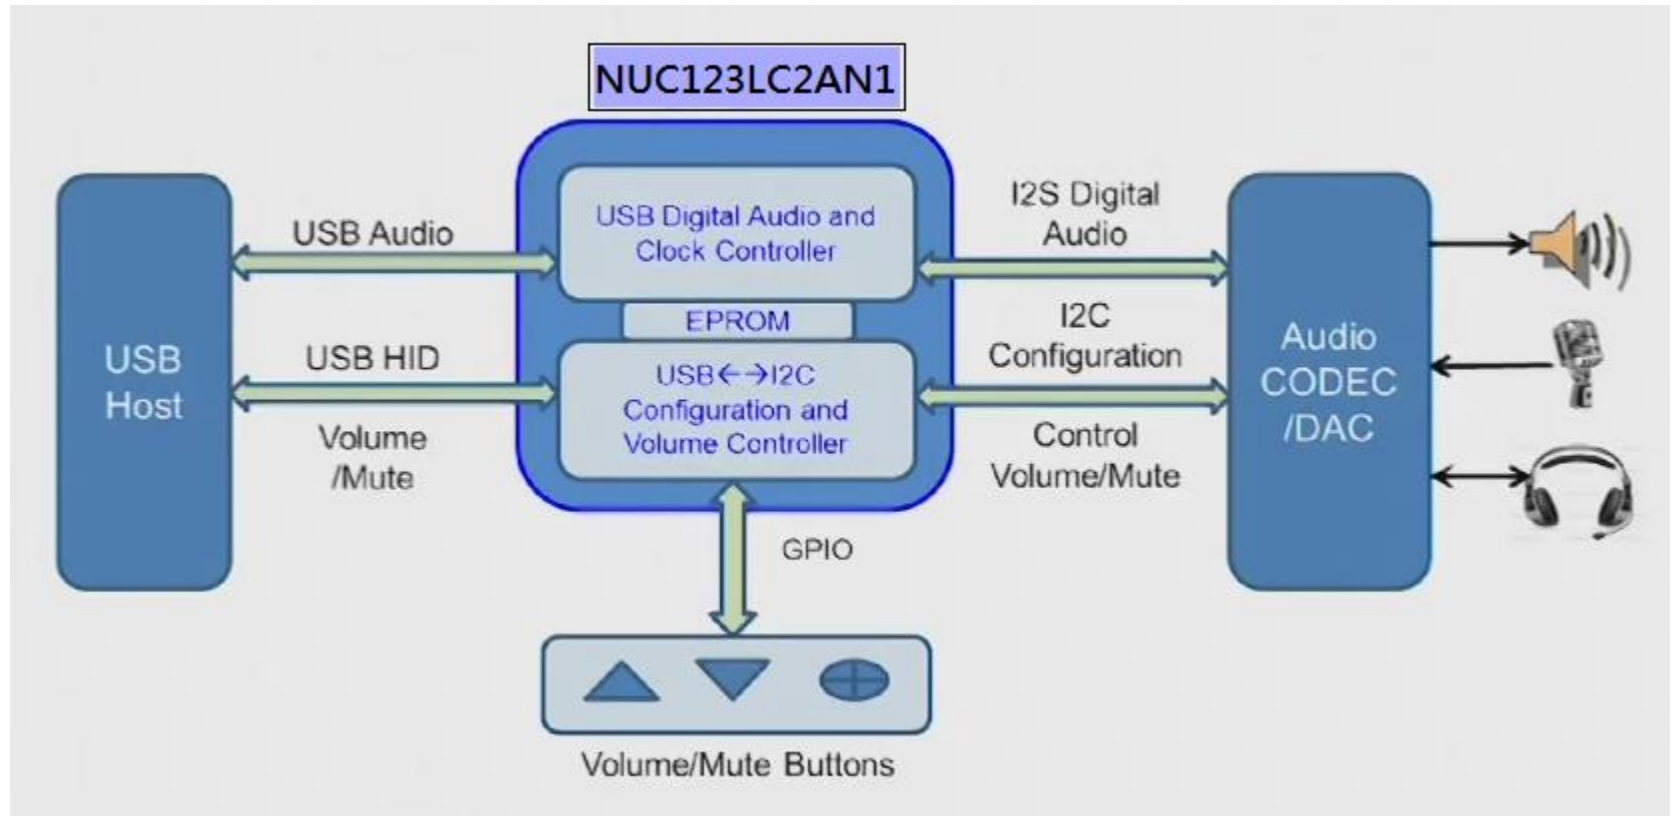 NUC123LC2AN1
USB
Host
USB Audio
USB HID
Volume
/Mute
USB Digital Audio and
Clock Controller
EPROM
USB←→I2C
Configuration and
Volume Controller
GPIO
Volume/Mute Buttons
I2S Digital
Audio
I2C
Configuration
Control
Volume/Mute
Audio
CODEC
/DAC